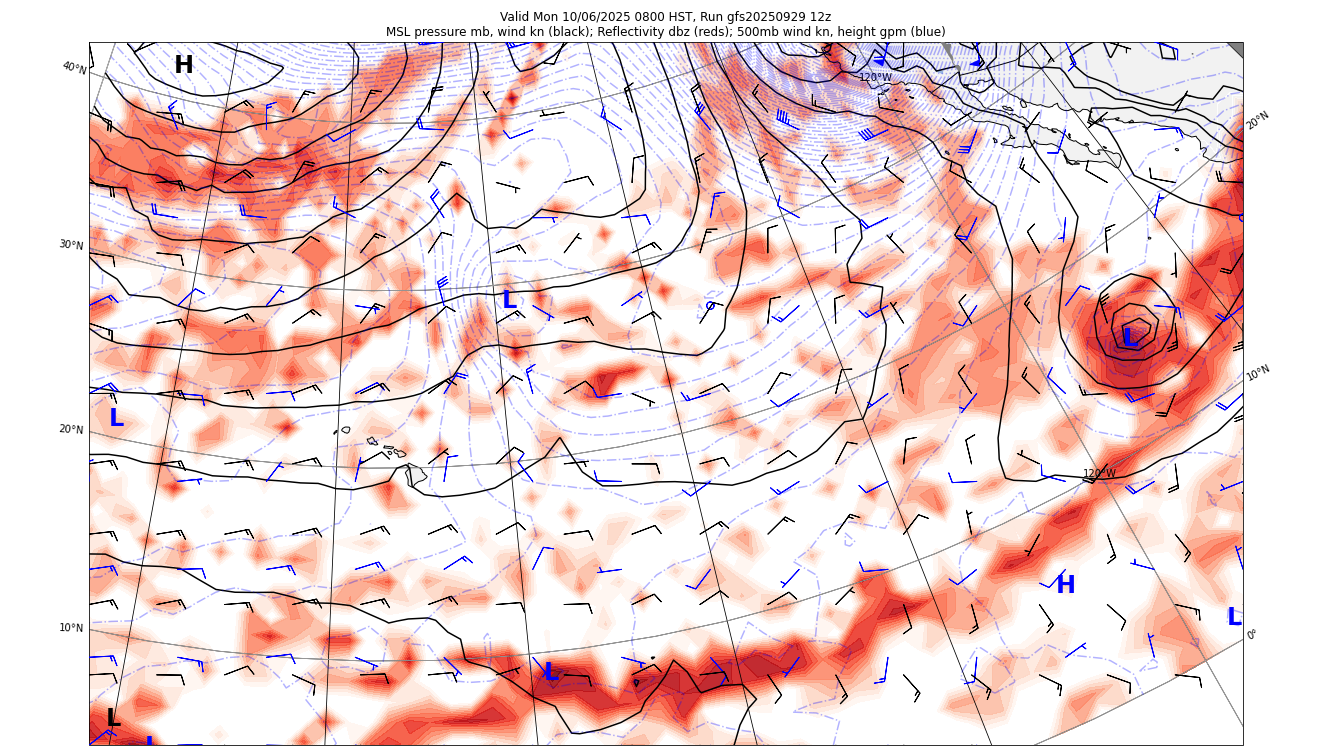 Valid Mon 10/06/2025 0800 HST, Run gfs20250929 12z
MSL pressure mb, wind kn (black); Reflectivity dbz (reds); 500mb wind kn, height gpm (blue)
H
40°N
120°W
20°N
30°N
L
L
10°N
L
20°N
120°W
H
L
10°N
0°
L
L
L